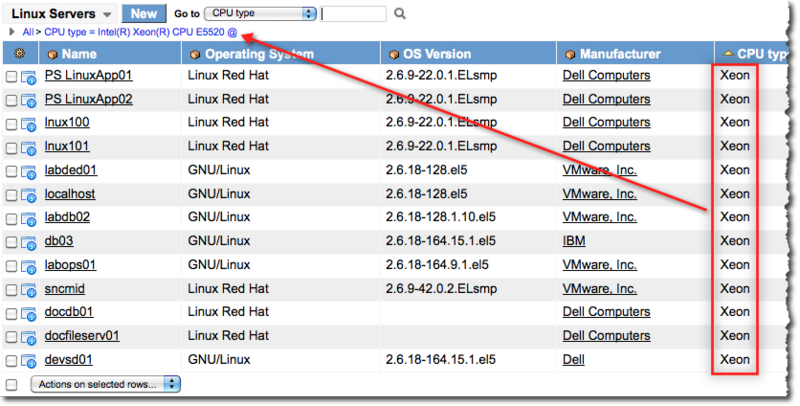 Linux Servers New Go to CPU type
All > CPU type = Intel(R) Xeon(R) CPU E5520 @
Name Operating System OS Version Manufacturer CPU typ
PS LinuxApp01 Linux Red Hat 2.6.9-22.0.1.ELsmp Dell Computers Xeon
PS LinuxApp02 Linux Red Hat 2.6.9-22.0.1.ELsmp Dell Computers Xeon
lnux100 Linux Red Hat 2.6.9-22.0.1.ELsmp Dell Computers Xeon
lnux101 Linux Red Hat 2.6.9-22.0.1.ELsmp Dell Computers Xeon
labded01 GNU/Linux 2.6.18-128.el5 VMware, Inc. Xeon
localhost GNU/Linux 2.6.18-128.el5 VMware, Inc. Xeon
labdb02 GNU/Linux 2.6.18-128.1.10.el5 VMware, Inc. Xeon
db03 GNU/Linux 2.6.18-164.15.1.el5 IBM Xeon
labops01 GNU/Linux 2.6.18-164.9.1.el5 VMware, Inc. Xeon
sncmid Linux Red Hat 2.6.9-42.0.2.ELsmp VMware, Inc. Xeon
docdb01 Linux Red Hat Dell Computers Xeon
docfileserv01 Linux Red Hat Dell Computers Xeon
devsd01 GNU/Linux 2.6.18-164.15.1.el5 Dell Xeon
Actions on selected rows...